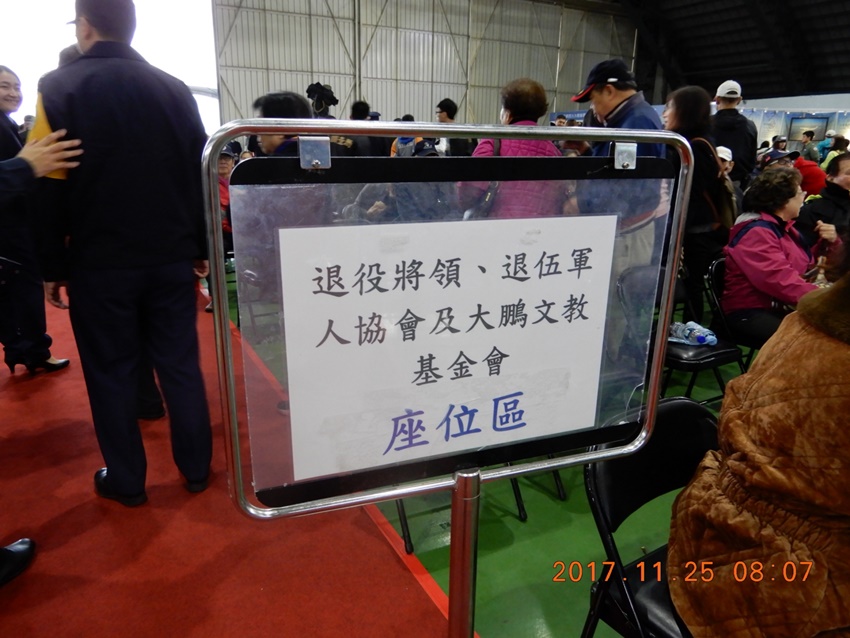 退役將領、退伍軍
人協會及大鵬文教
基金會
座位區
2017.11.25 08:07